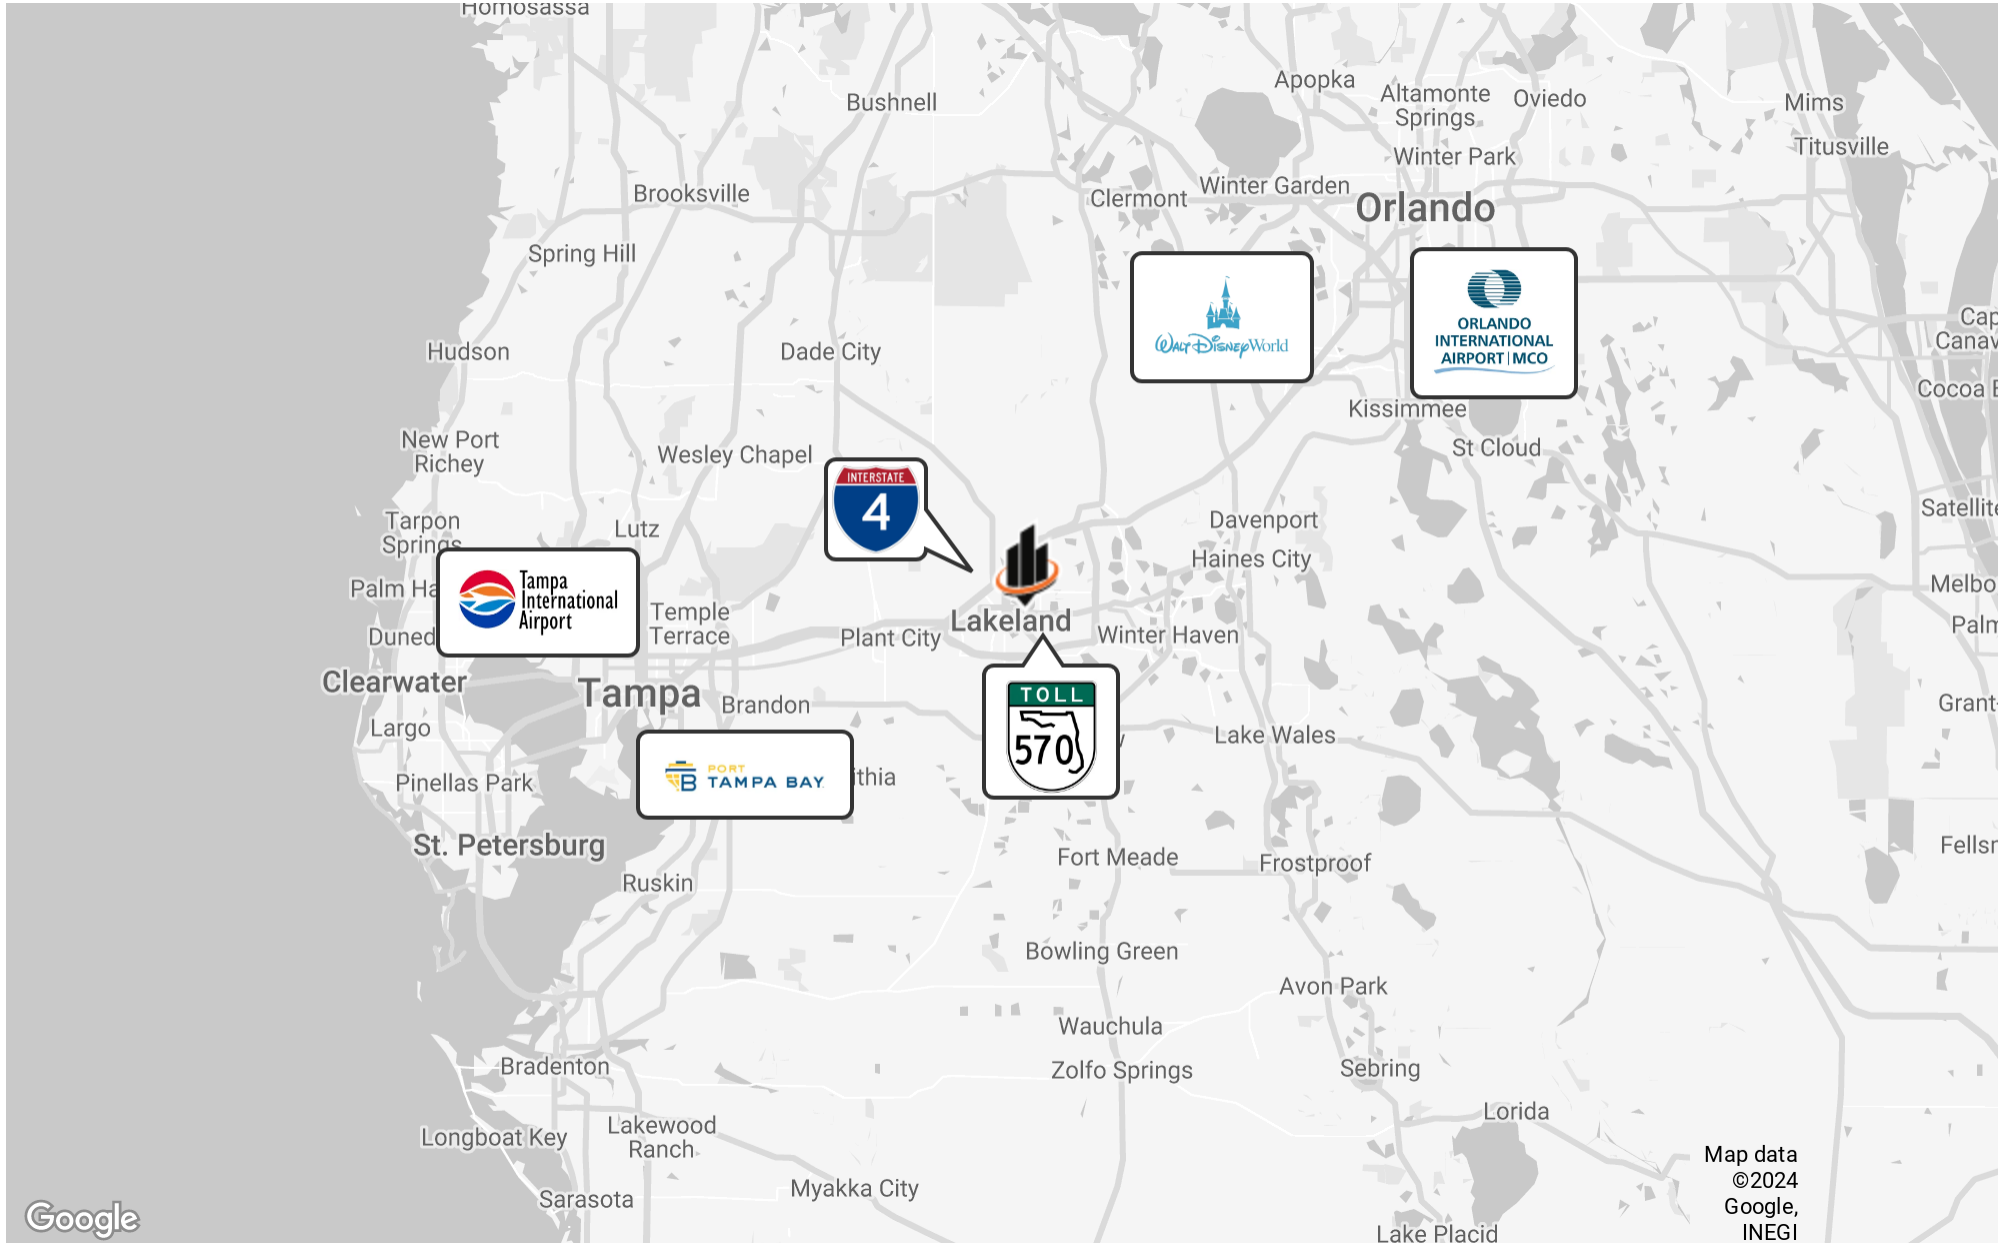 Homosassa
Bushnell
Apopka
Altamonte
Springs
Oviedo
Mims
Titusville
Winter Park
Brooksville
Clermont
Winter Garden
Orlando
Spring Hill
Walt Disney World
ORLANDO
INTERNATIONAL
AIRPORT | MCO
Cap
Canav
Hudson
Dade City
Cocoa B
Kissimmee
New Port
Richey
Wesley Chapel
St Cloud
INTERSTATE
4
Tarpon
Springs
Lutz
Davenport
Satellite
Haines City
Palm Ha
Tampa
International
Airport
Melbo
Temple
Terrace
Lakeland
Duned
Plant City
Winter Haven
Palm
Clearwater
Tampa
Brandon
TOLL
570
Grant-
Largo
Lake Wales
Pinellas Park
PORT
TAMPA BAY
ithia
St. Petersburg
Fort Meade
Frostproof
Fellsr
Ruskin
Bowling Green
Avon Park
Wauchula
Bradenton
Zolfo Springs
Sebring
Longboat Key
Lakewood
Ranch
Lorida
Sarasota
Myakka City
Lake Placid
Google
Map data
©2024
Google,
INEGI